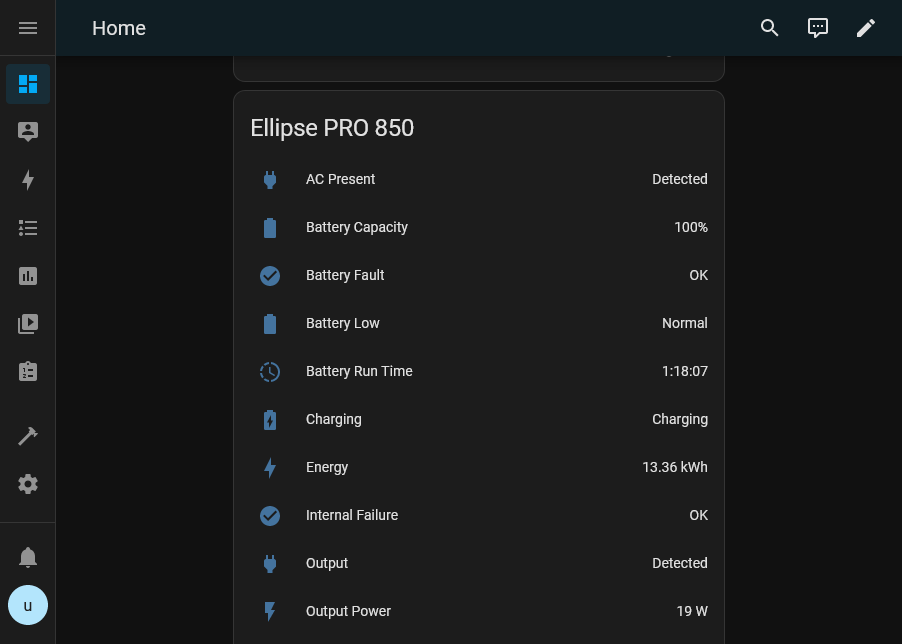 Home
Ellipse PRO 850
AC Present Detected
Battery Capacity 100%
Battery Fault OK
Battery Low Normal
Battery Run Time 1:18:07
Charging Charging
Energy 13.36 kWh
Internal Failure OK
Output Detected
Output Power 19 W
u